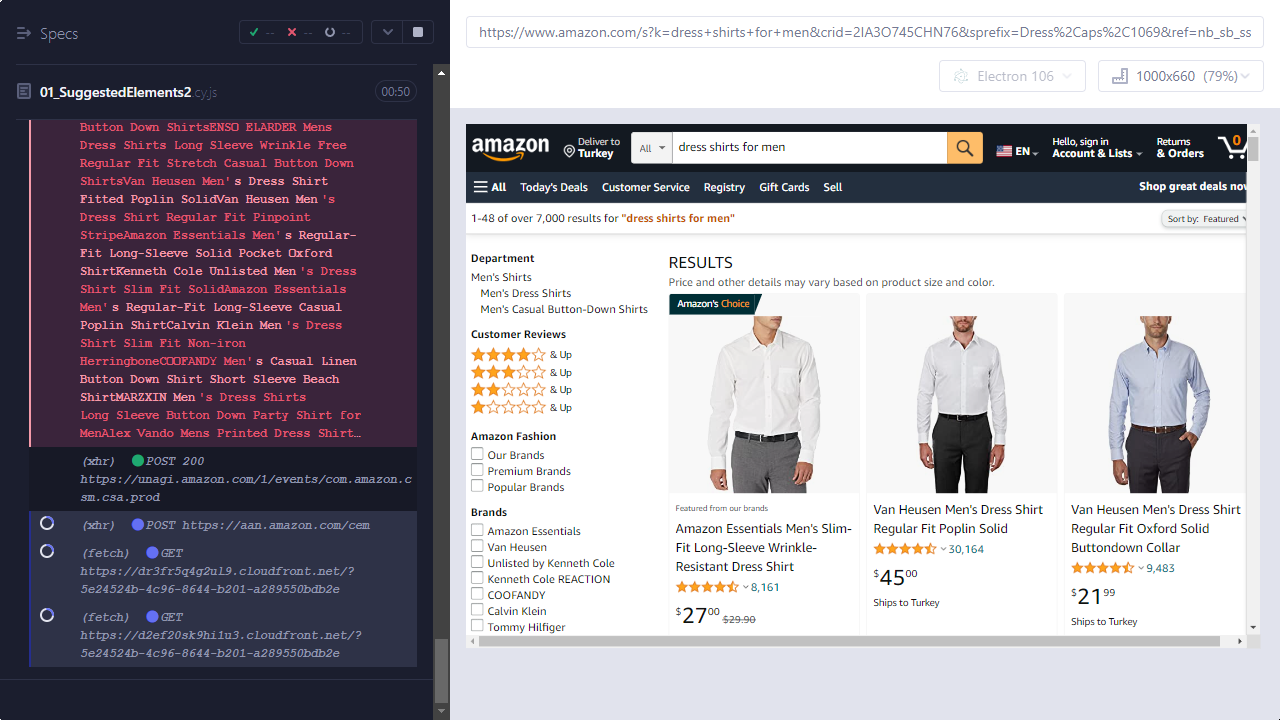 Specs
--
--
--
01_SuggestedElements2.cy.js
00:50
Button Down ShirtsENSO ELARDER Mens
Dress Shirts Long Sleeve Wrinkle Free
Regular Fit Stretch Casual Button Down
ShirtsVan Heusen Men's Dress Shirt
Fitted Poplin SolidVan Heusen Men's
Dress Shirt Regular Fit Pinpoint
StripeAmazon Essentials Men's Regular-
Fit Long-Sleeve Solid Pocket Oxford
ShirtKenneth Cole Unlisted Men's Dress
Shirt Slim Fit SolidAmazon Essentials
Men's Regular-Fit Long-Sleeve Casual
Poplin ShirtCalvin Klein Men's Dress
Shirt Slim Fit Non-iron
HerringboneCOOFANDY Men's Casual Linen
Button Down Shirt Short Sleeve Beach
ShirtMARZXIN Men's Dress Shirts
Long Sleeve Button Down Party Shirt for
MenAlex Vando Mens Printed Dress Shirt…
(xhr) POST 200
https://unagi.amazon.com/1/events/com.amazon.c
sm.csa.prod
(xhr) POST https://aan.amazon.com/cem
(fetch) GET
https://dr3fr5q4g2ul9.cloudfront.net/?
5e24524b-4c96-8644-b201-a289550bdb2e
(fetch) GET
https://d2ef20sk9hi1u3.cloudfront.net/?
5e24524b-4c96-8644-b201-a289550bdb2e
https://www.amazon.com/s?k=dress+shirts+for+men&crid=2IA3O745CHN76&sprefix=Dress%2Caps%2C1069&ref=nb_sb_ss
Electron 106
1000x660 (79%)
amazon
Deliver to
Turkey
All
dress shirts for men
EN
Hello, sign in
Account & Lists
Returns
& Orders
0
All
Today's Deals
Customer Service
Registry
Gift Cards
Sell
Shop great deals now
1-48 of over 7,000 results for "dress shirts for men"
Sort by: Featured
Department
Men's Shirts
Men's Dress Shirts
Men's Casual Button-Down Shirts
Customer Reviews
& Up
& Up
& Up
& Up
Amazon Fashion
Our Brands
Premium Brands
Popular Brands
Brands
Amazon Essentials
Van Heusen
Unlisted by Kenneth Cole
Kenneth Cole REACTION
COOFANDY
Calvin Klein
Tommy Hilfiger
RESULTS
Price and other details may vary based on product size and color.
Amazon's Choice
Featured from our brands
Amazon Essentials Men's Slim-
Fit Long-Sleeve Wrinkle-
Resistant Dress Shirt
8,161
$2700 $29.90
Van Heusen Men's Dress Shirt
Regular Fit Poplin Solid
30,164
$4500
Ships to Turkey
Van Heusen Men's Dress Shirt
Regular Fit Oxford Solid
Buttondown Collar
9,483
$2199
Ships to Turkey